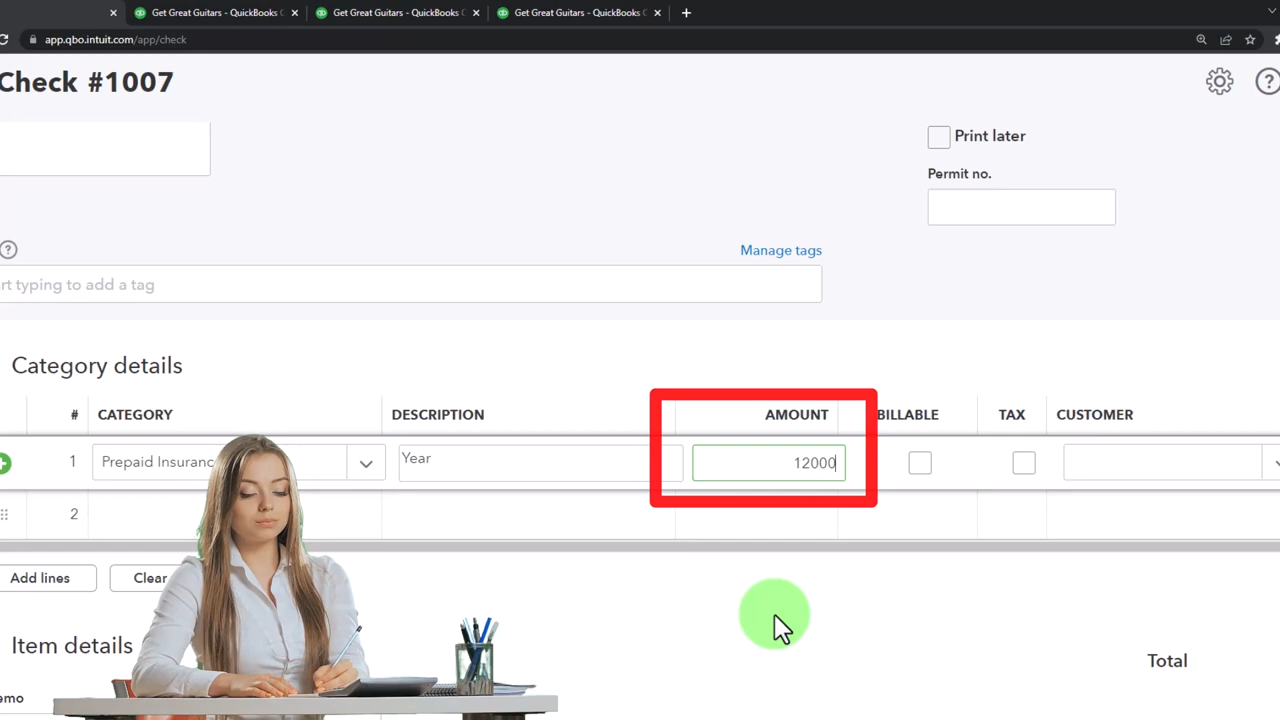 Get Great Guitars - QuickBooks Get Great Guitars - QuickBooks Get Great Guitars - QuickBooks
app.qbo.intuit.com/app/check
Check #1007
Print later
Permit no.
Manage tags
rt typing to add a tag
Category details
# CATEGORY DESCRIPTION AMOUNT BILLABLE TAX CUSTOMER
1 Prepaid Insuranc Year 12000
2
Add lines Clear
Item details
Total
emo